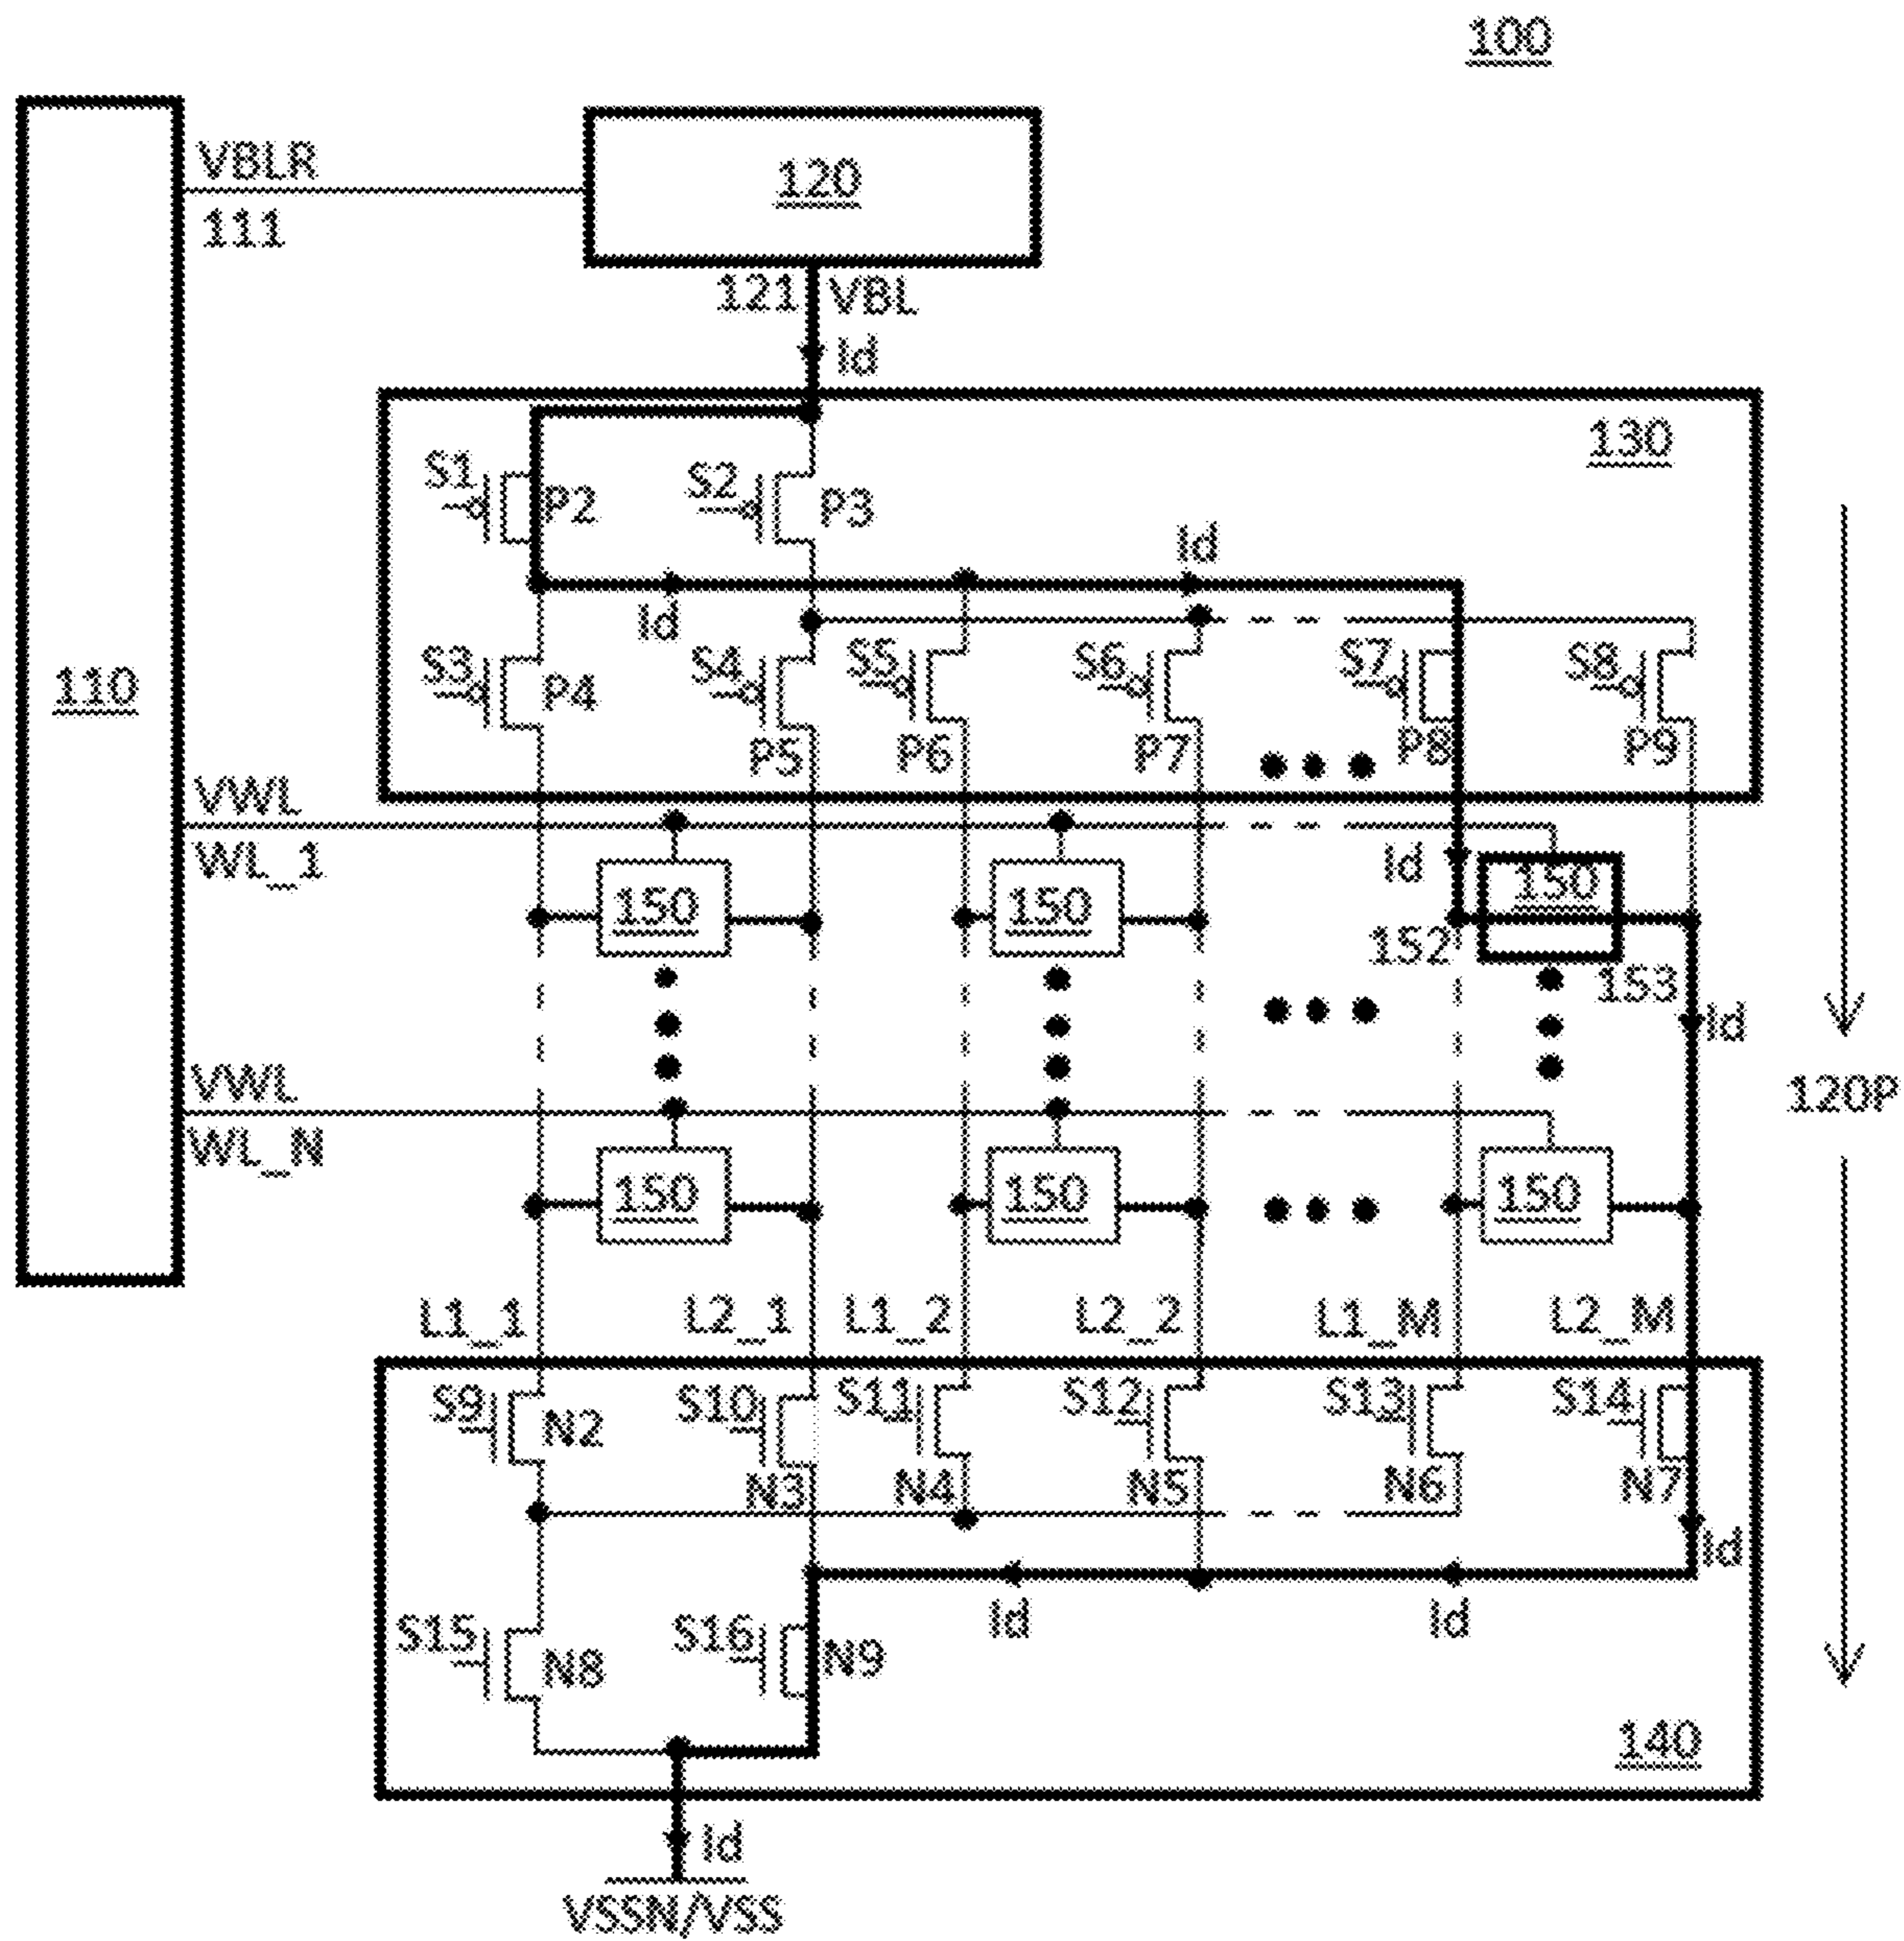 100
VBLR
111
120
121 VBL
Id
130
S1 P2 S2 P3
Id
Id
S3 P4 S4 P5 S5 P6 S6 P7 S7 P8 S8 P9
110
VWL
WL_1
Id
150 150 150
152 153
Id
120P
VWL
WL_N
150 150 150
L1_1 L2_1 L1_2 L2_2 L1_M L2_M
S9 N2 S10 N3 S11 N4 S12 N5 S13 N6 S14 N7
Id
Id Id
S15 N8 S16 N9
140
Id
VSSN/VSS